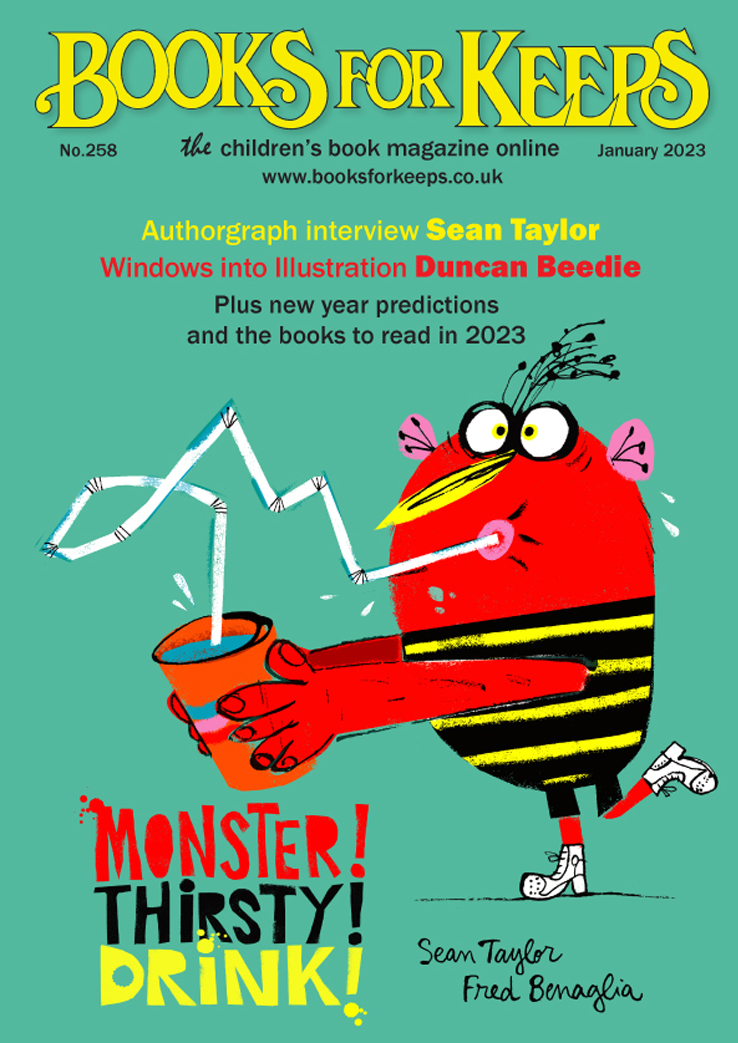 BOOKS FOR KEEPS
No.258 the children's book magazine online January 2023
www.booksforkeeps.co.uk
Authorgraph interview Sean Taylor
Windows into Illustration Duncan Beedie
Plus new year predictions
and the books to read in 2023
MONSTER!
THiRSTY!
DRiNK!
Sean Taylor
Fred Benaglia